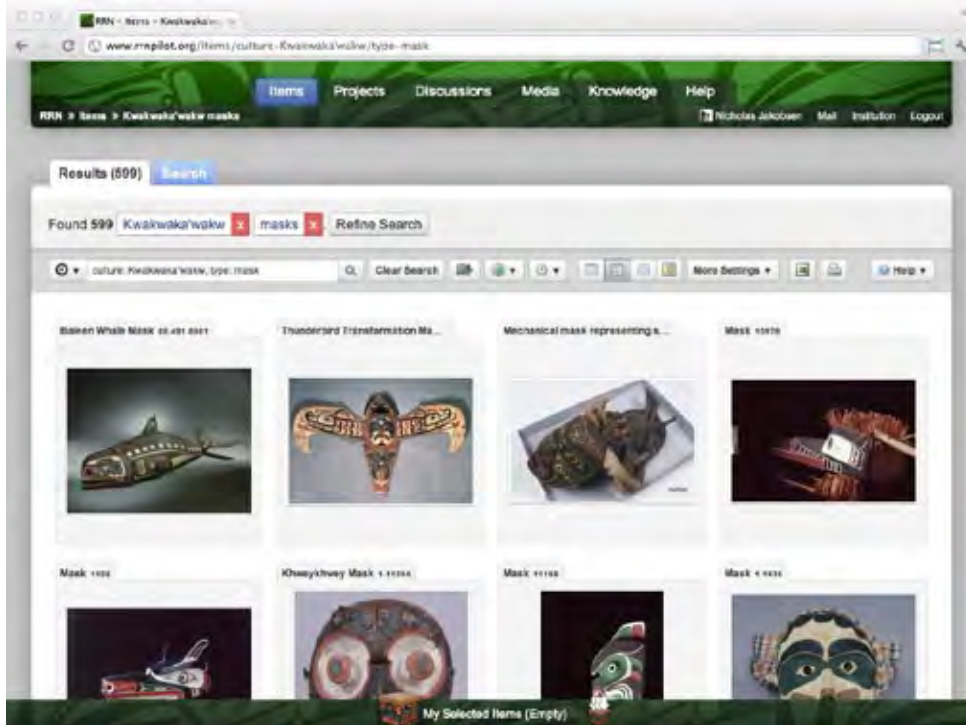 RRN - Items - Kwakwaka'w
www.rrnpilot.org/items/culture-Kwakwaka'wakw/type-mask
Items Projects Discussions Media Knowledge Help
RRN » Items » Kwakwaka'wakw masks
Nicholas Jakobsen Mail Institution Logout
Results (599) Search
Found 599 Kwakwaka'wakw x masks x Refine Search
culture: Kwakwaka'wakw, type: mask Clear Search More Settings Help
Baleen Whale Mask Thunderbird Transformation Ma... Mechanical mask representing a... Mask
Mask Khwaykhwey Mask Mask Mask
My Selected Items (Empty)